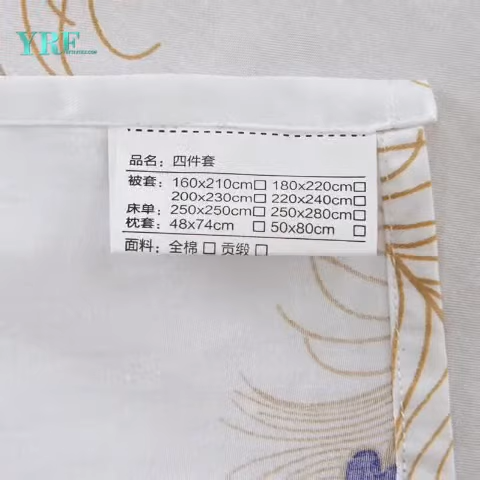 YRF
品名：四件套
被套：160x210cm□ 180x220cm□
200x230cm□ 220x240cm□
床单：250x250cm□ 250x280cm□
枕套：48x74cm □ 50x80cm □
面料：全棉 □ 贡缎□